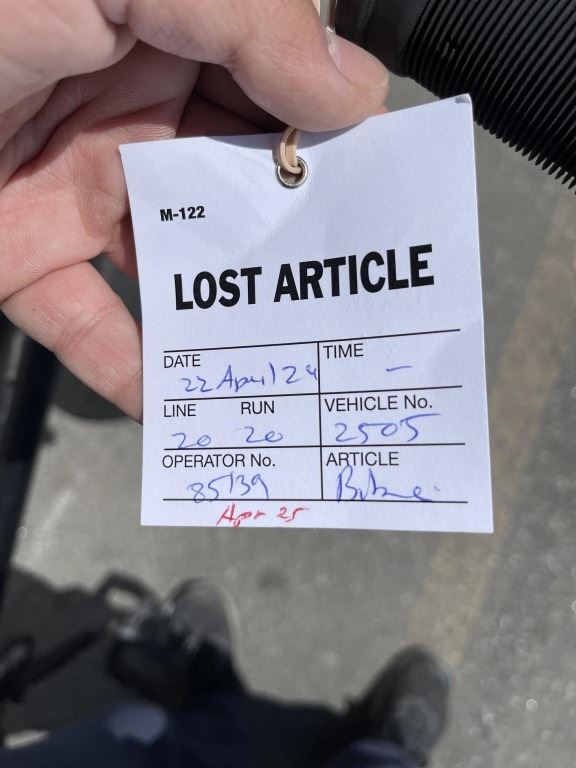 M-122
LOST ARTICLE
DATE TIME
22 April 24 –
LINE RUN VEHICLE No.
20 20 2505
OPERATOR No. ARTICLE
85139
Apr 25